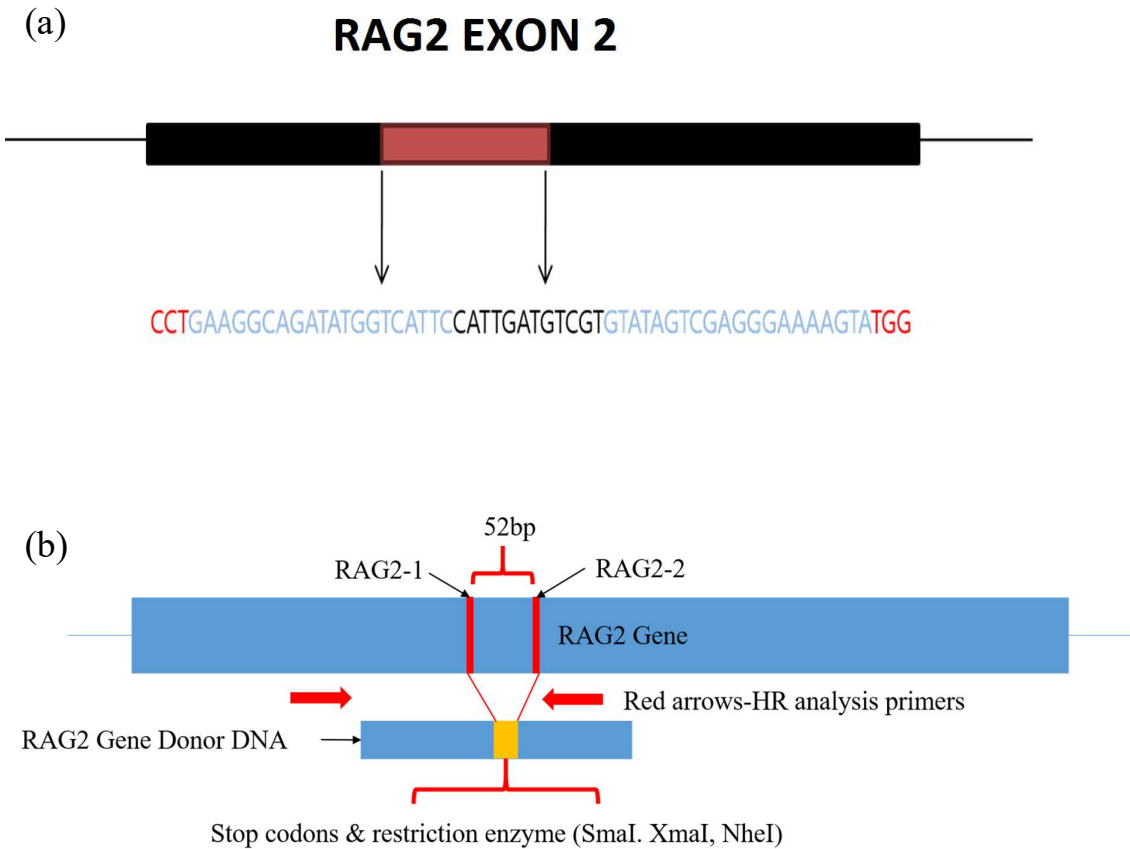 (a)
RAG2 EXON 2
CCTGAAGGCAGATATGGTCATTCCATTGATGTCGTGTATAGTCGAGGGAAAAGTATGG
(b)
52bp
RAG2-1
RAG2-2
RAG2 Gene
Red arrows-HR analysis primers
RAG2 Gene Donor DNA
Stop codons & restriction enzyme (SmaI. XmaI, NheI)